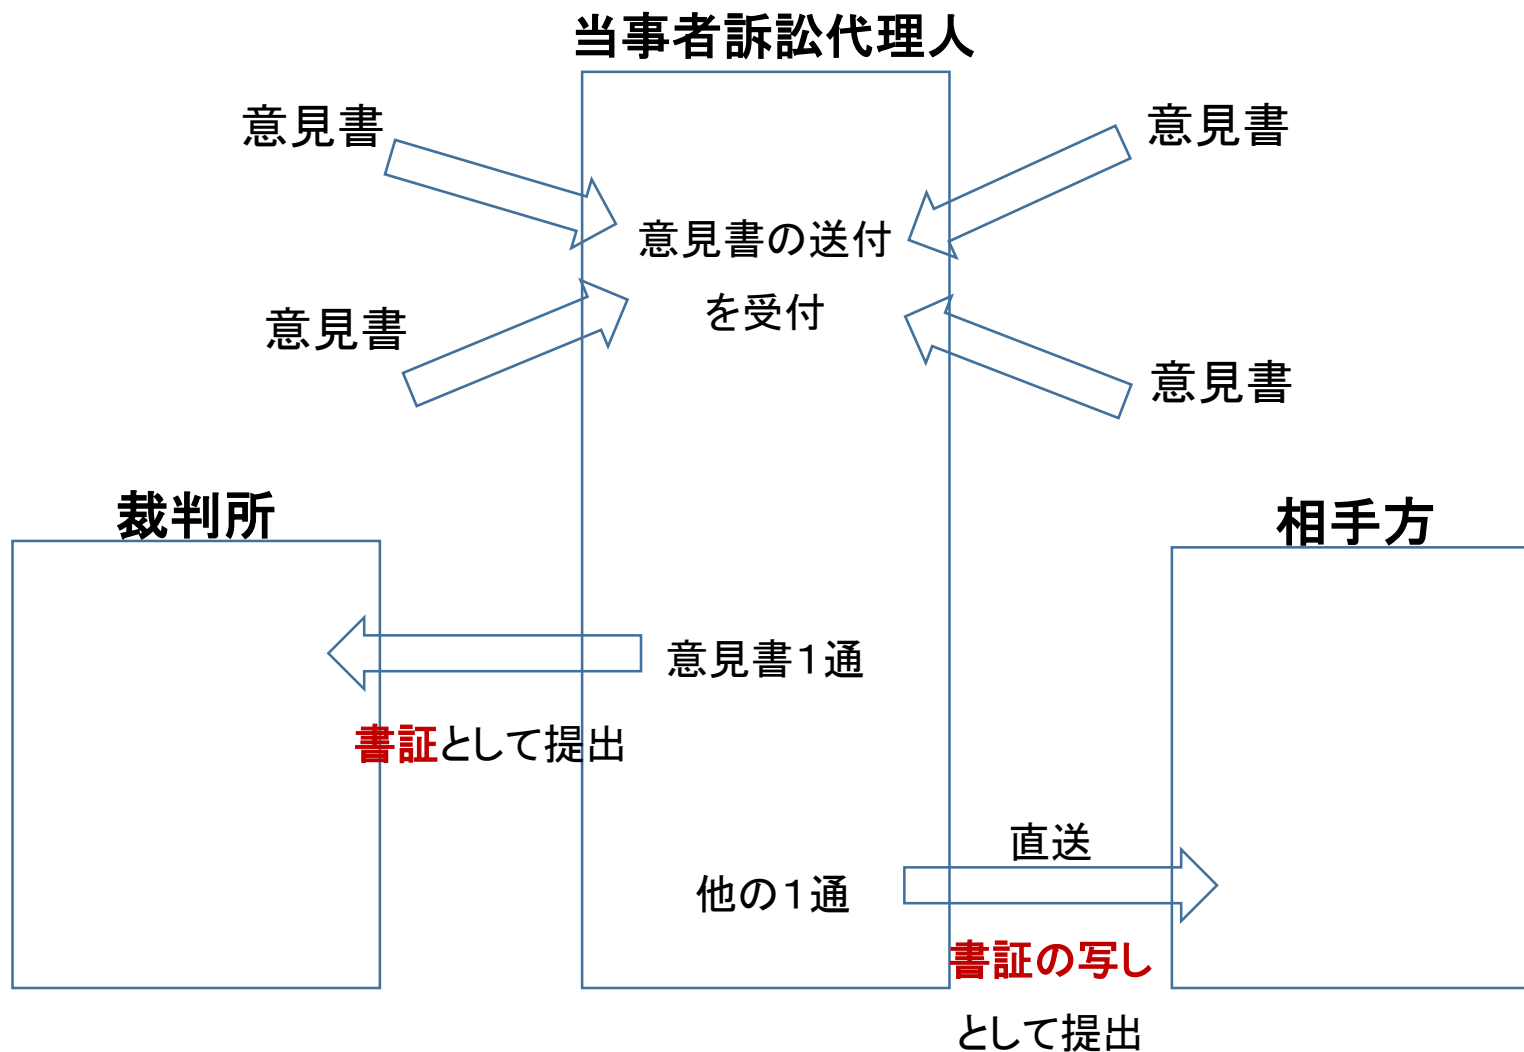 当事者訴訟代理人
意見書
意見書
意見書の送付
を受付
意見書
意見書
裁判所
相手方
意見書１通
書証として提出
直送
他の１通
書証の写し
として提出